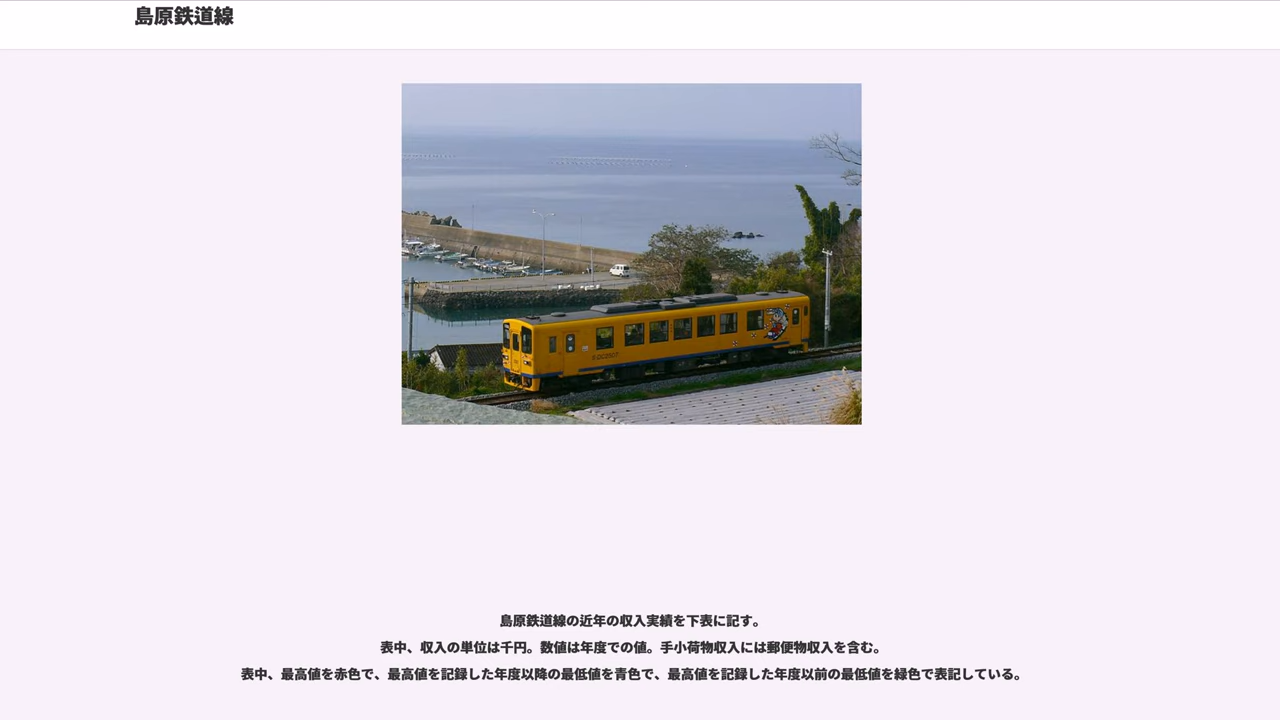 島原鉄道線
島原鉄道線の近年の収入実績を下表に記す。
表中、収入の単位は千円。数値は年度での値。手小荷物収入には郵便物収入を含む。
表中、最高値を赤色で、最高値を記録した年度以降の最低値を青色で、最高値を記録した年度以前の最低値を緑色で表記している。